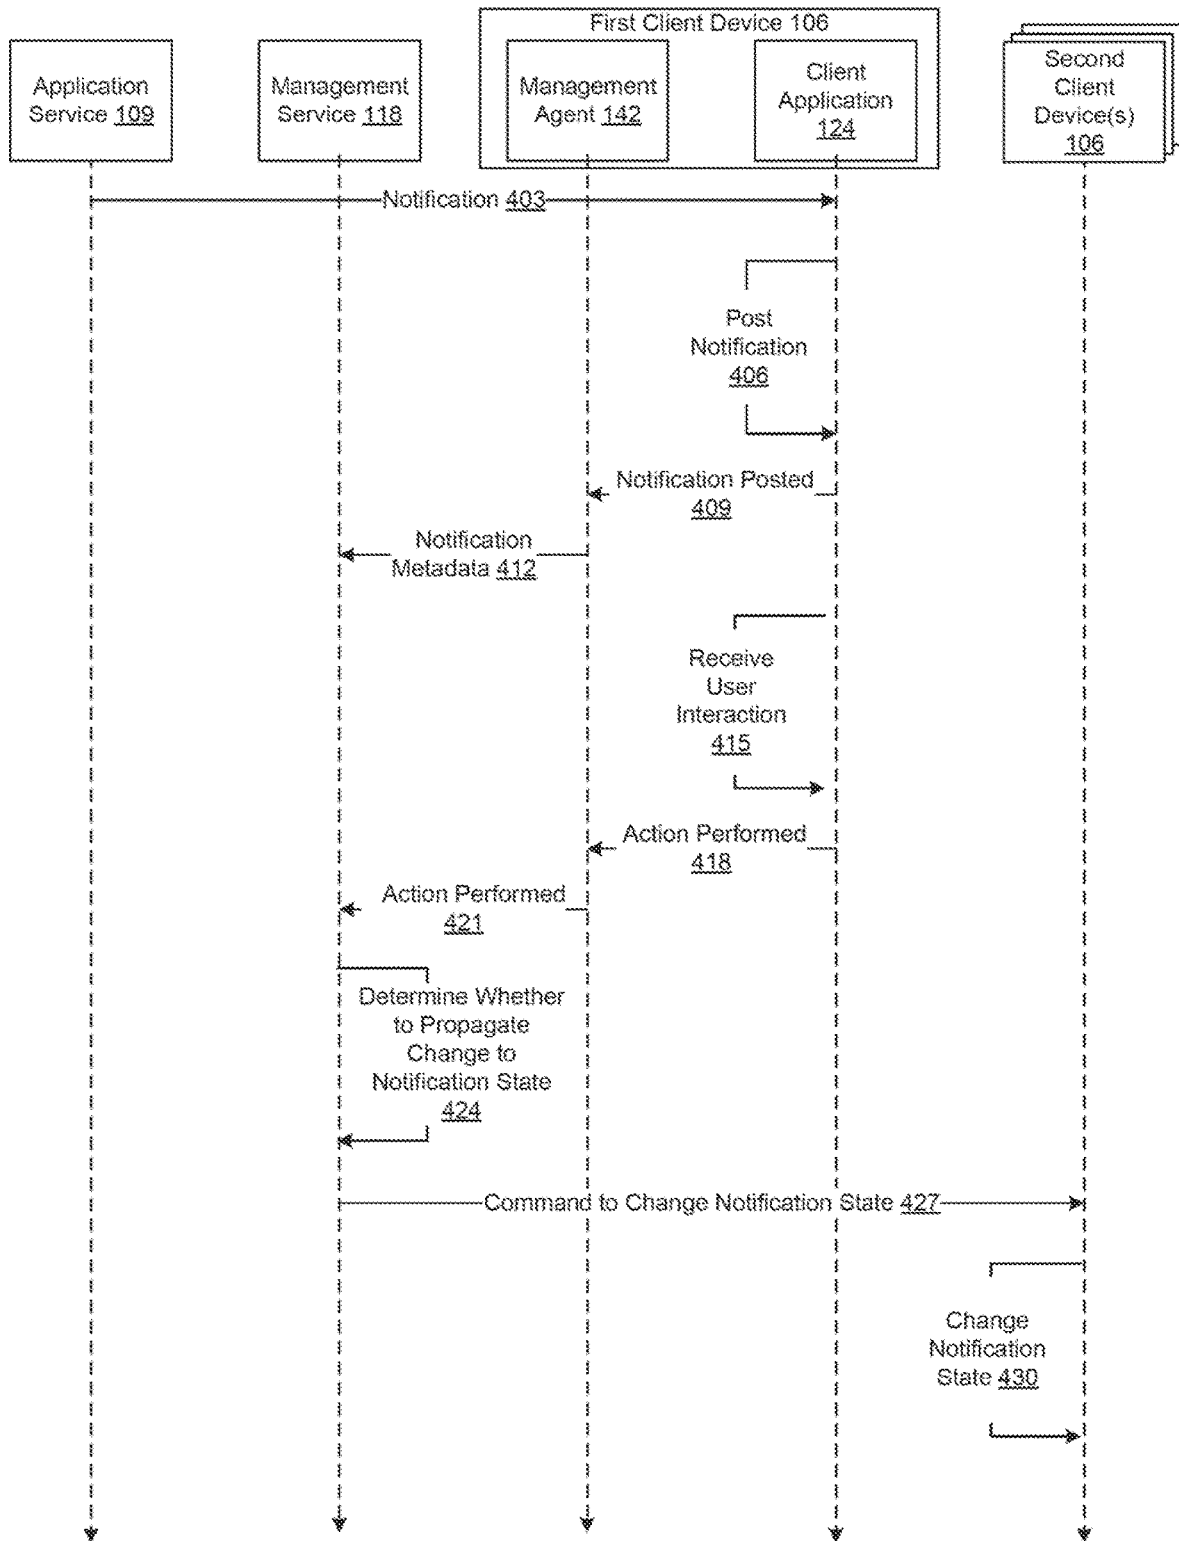 First Client Device 106
Application
Service 109
Management
Service 118
Management
Agent 142
Client
Application
124
Second
Client
Device(s)
106
Notification 403
Post
Notification
406
Notification Posted
409
Notification
Metadata 412
Receive
User
Interaction
415
Action Performed
418
Action Performed
421
Determine Whether
to Propagate
Change to
Notification State
424
Command to Change Notification State 427
Change
Notification
State 430